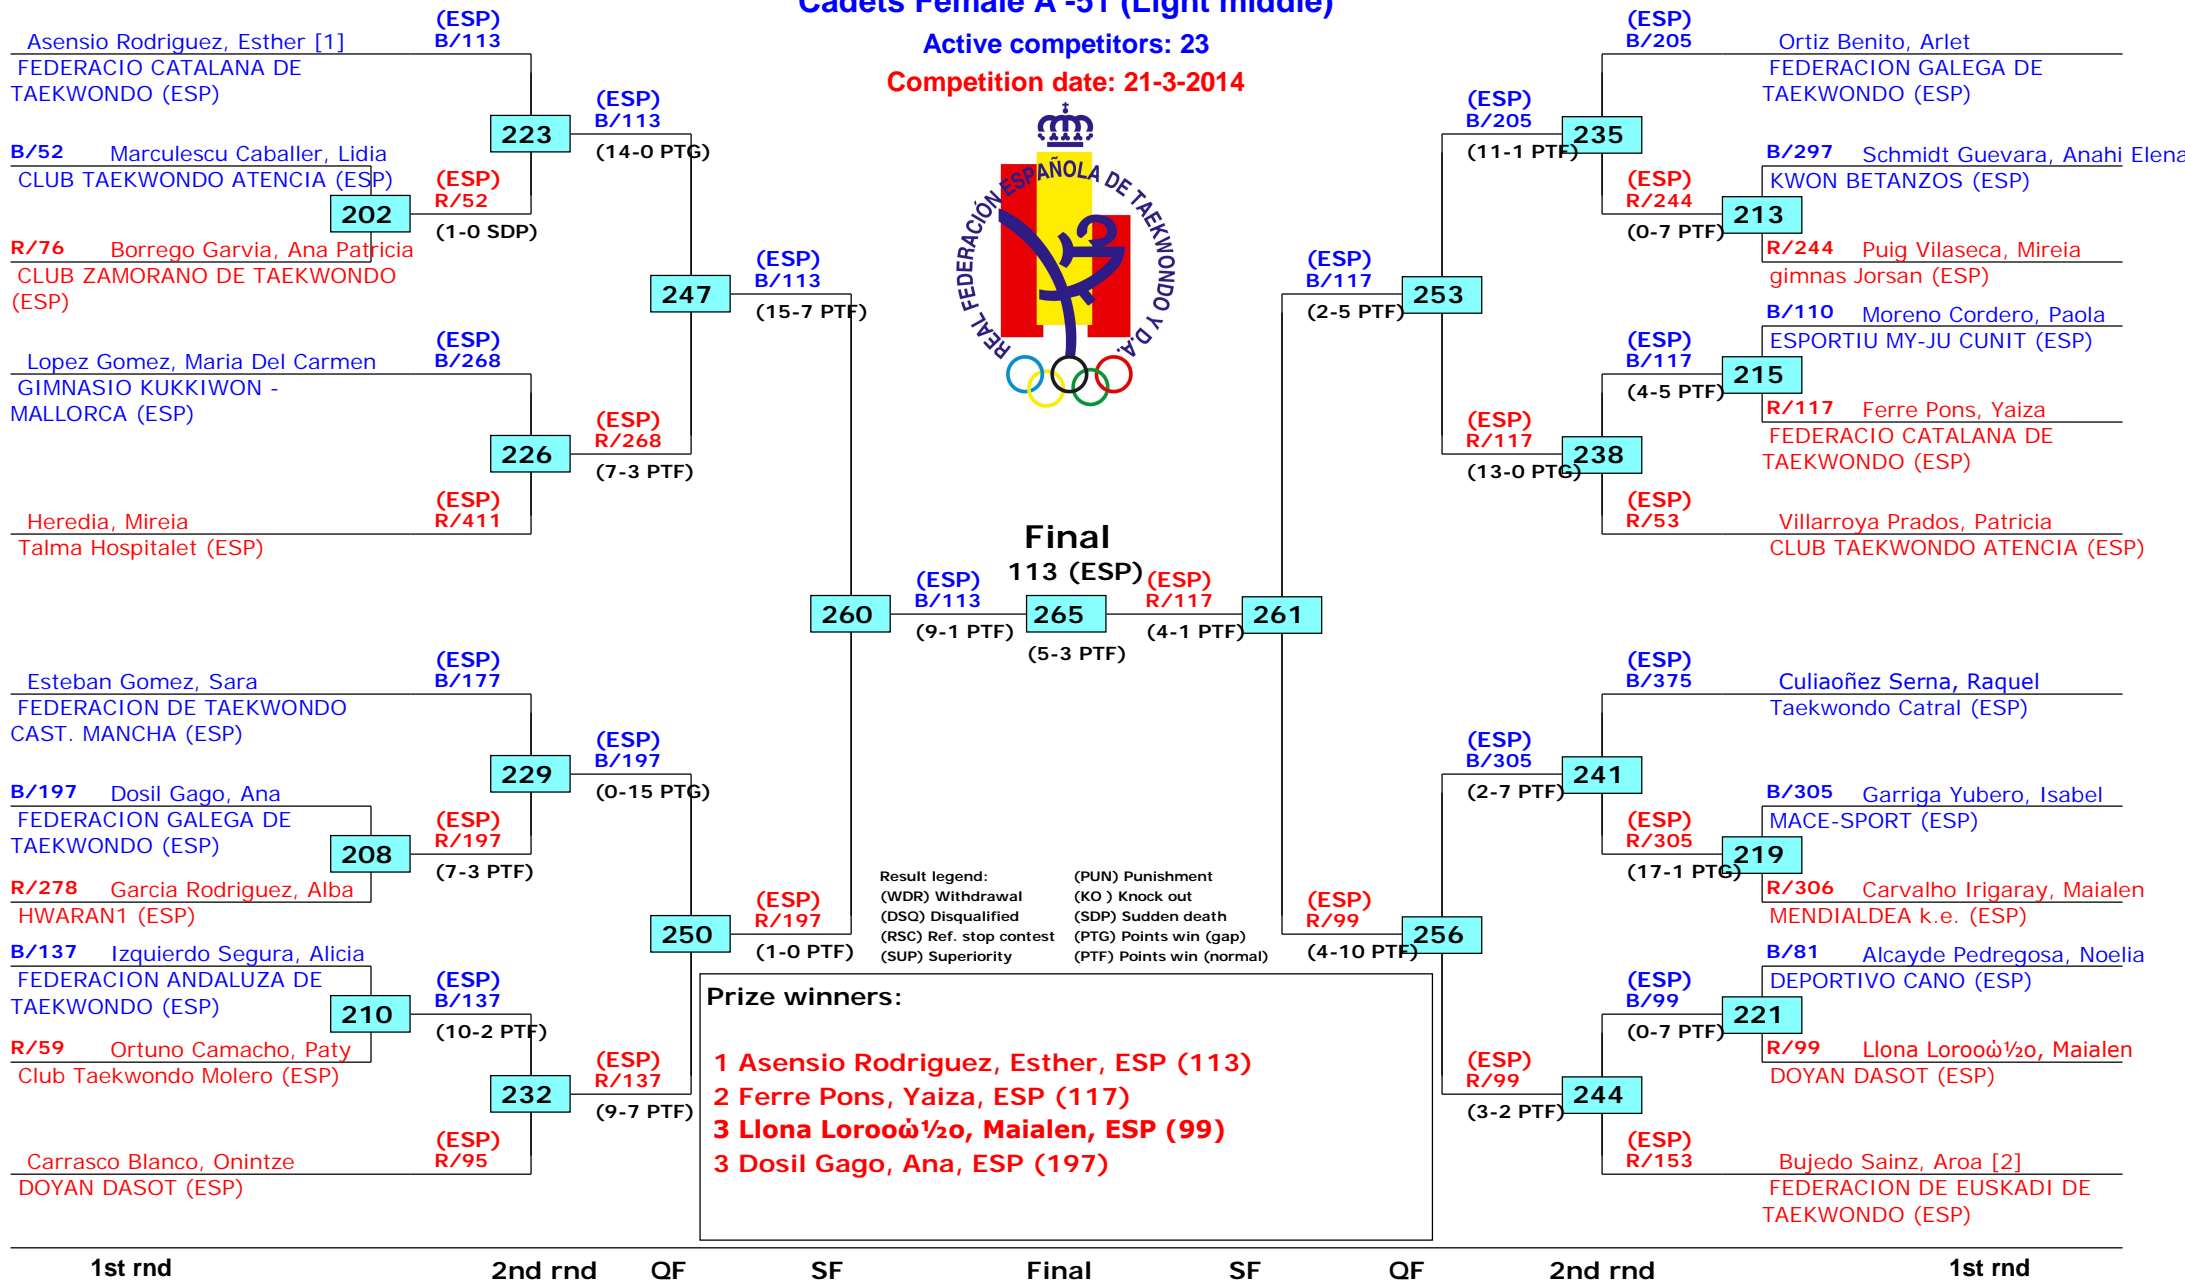 Cadets Female A -51 (Light middle)
Active competitors: 23
Competition date: 21-3-2014
REAL FEDERACIÓN ESPAÑOLA DE TAEKWONDO Y D.A.
Asensio Rodriguez, Esther [1]
FEDERACIO CATALANA DE
TAEKWONDO (ESP)
(ESP)
B/113
B/52 Marculescu Caballer, Lidia
CLUB TAEKWONDO ATENCIA (ESP)
R/76 Borrego Garvia, Ana Patricia
CLUB ZAMORANO DE TAEKWONDO
(ESP)
202
(ESP)
R/52
(1-0 SDP)
223
(ESP)
B/113
(14-0 PTG)
Lopez Gomez, Maria Del Carmen
GIMNASIO KUKKIWON -
MALLORCA (ESP)
(ESP)
B/268
Heredia, Mireia
Talma Hospitalet (ESP)
(ESP)
R/411
226
(ESP)
R/268
(7-3 PTF)
247
(ESP)
B/113
(15-7 PTF)
Esteban Gomez, Sara
FEDERACION DE TAEKWONDO
CAST. MANCHA (ESP)
(ESP)
B/177
B/197 Dosil Gago, Ana
FEDERACION GALEGA DE
TAEKWONDO (ESP)
R/278 Garcia Rodriguez, Alba
HWARAN1 (ESP)
208
(ESP)
R/197
(7-3 PTF)
229
(ESP)
B/197
(0-15 PTG)
B/137 Izquierdo Segura, Alicia
FEDERACION ANDALUZA DE
TAEKWONDO (ESP)
R/59 Ortuno Camacho, Paty
Club Taekwondo Molero (ESP)
210
(ESP)
B/137
(10-2 PTF)
Carrasco Blanco, Onintze
DOYAN DASOT (ESP)
(ESP)
R/95
232
(ESP)
R/137
(9-7 PTF)
250
(ESP)
R/197
(1-0 PTF)
260
(ESP)
B/113
(9-1 PTF)
Final
113 (ESP)
265
(5-3 PTF)
(ESP)
R/117
(4-1 PTF)
261
(ESP)
B/117
(2-5 PTF)
253
(ESP)
B/205
(11-1 PTF)
235
(ESP)
B/205
Ortiz Benito, Arlet
FEDERACION GALEGA DE
TAEKWONDO (ESP)
(ESP)
R/244
(0-7 PTF)
213
B/297 Schmidt Guevara, Anahi Elena
KWON BETANZOS (ESP)
R/244 Puig Vilaseca, Mireia
gimnas Jorsan (ESP)
(ESP)
R/117
(13-0 PTG)
238
(ESP)
B/117
(4-5 PTF)
215
B/110 Moreno Cordero, Paola
ESPORTIU MY-JU CUNIT (ESP)
R/117 Ferre Pons, Yaiza
FEDERACIO CATALANA DE
TAEKWONDO (ESP)
(ESP)
R/53
Villarroya Prados, Patricia
CLUB TAEKWONDO ATENCIA (ESP)
(ESP)
R/99
(4-10 PTF)
256
(ESP)
B/305
(2-7 PTF)
241
(ESP)
B/375
Culiaoñez Serna, Raquel
Taekwondo Catral (ESP)
(ESP)
R/305
(17-1 PTG)
219
B/305 Garriga Yubero, Isabel
MACE-SPORT (ESP)
R/306 Carvalho Irigaray, Maialen
MENDIALDEA k.e. (ESP)
(ESP)
R/99
(3-2 PTF)
244
(ESP)
B/99
(0-7 PTF)
221
B/81 Alcayde Pedregosa, Noelia
DEPORTIVO CANO (ESP)
R/99 Llona Lorooώ½o, Maialen
DOYAN DASOT (ESP)
(ESP)
R/153
Bujedo Sainz, Aroa [2]
FEDERACION DE EUSKADI DE
TAEKWONDO (ESP)
Result legend: (PUN) Punishment
(WDR) Withdrawal (KO ) Knock out
(DSQ) Disqualified (SDP) Sudden death
(RSC) Ref. stop contest (PTG) Points win (gap)
(SUP) Superiority (PTF) Points win (normal)
Prize winners:
1 Asensio Rodriguez, Esther, ESP (113)
2 Ferre Pons, Yaiza, ESP (117)
3 Llona Lorooώ½o, Maialen, ESP (99)
3 Dosil Gago, Ana, ESP (197)
1st rnd 2nd rnd QF SF Final SF QF 2nd rnd 1st rnd